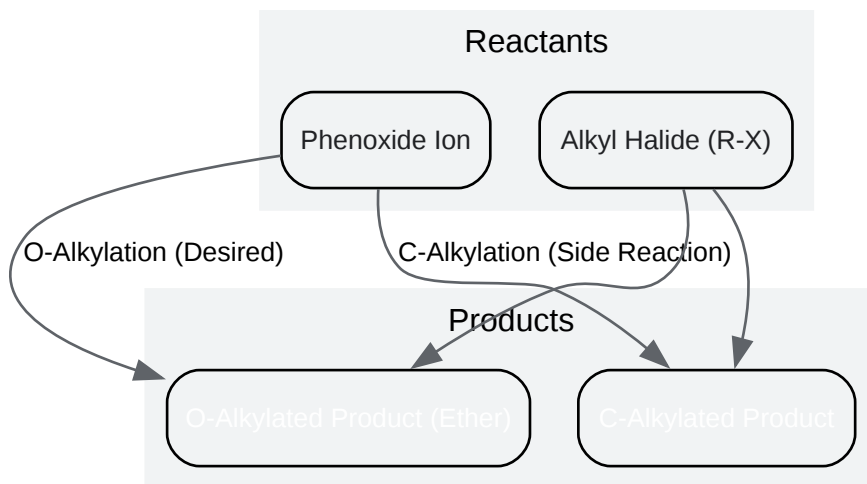 Reactants
Phenoxide Ion
Alkyl Halide (R-X)
O-Alkylation (Desired)
C-Alkylation (Side Reaction)
Products
O-Alkylated Product (Ether)
C-Alkylated Product